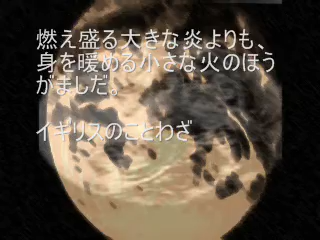 燃え盛る大きな炎よりも、
身を暖める小さな火のほう
がましだ。
イギリスのことわざ